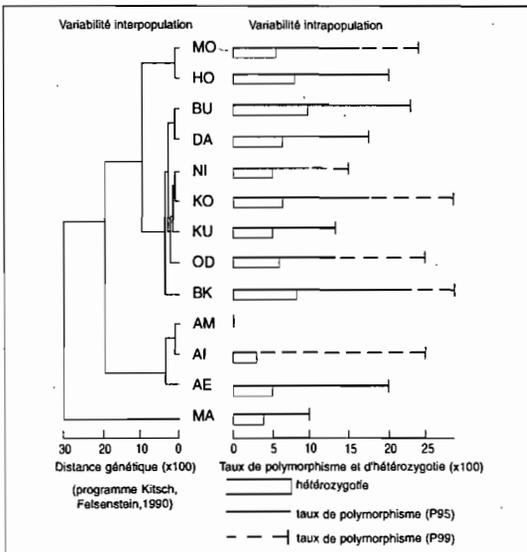 Variabilité interpopulation
Variabilité intrapopulation
MO
HO
BU
DA
NI
KO
KU
OD
BK
AM
AI
AE
MA
30 20 10 0
0 5 10 15 20 25
Distance génétique (x100)
Taux de polymorphisme et d'hétérozygotie (x100)
(programme Kitsch,
Felsenstein,1990)
hétérozygotie
taux de polymorphisme (P95)
taux de polymorphisme (P99)